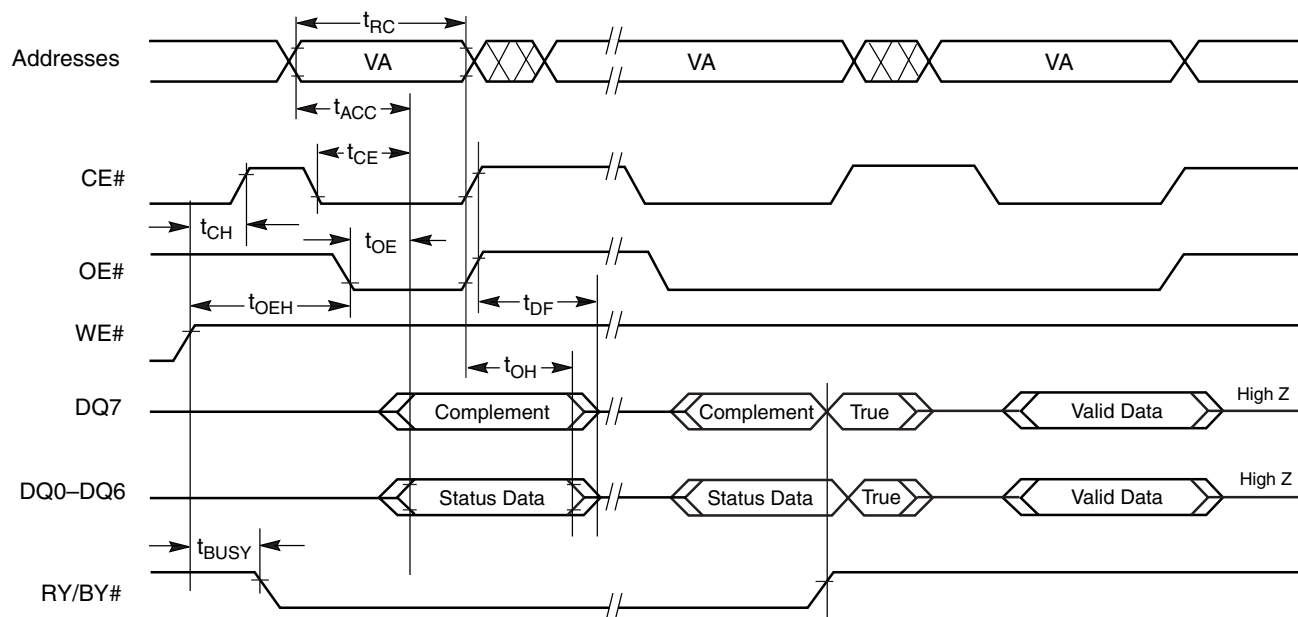 tRC
Addresses VA VA VA
tACC
tCE
CE#
tCH
tOE
OE#
tDF
tOEH
WE#
tOH
DQ7 Complement Complement True Valid Data High Z
DQ0–DQ6 Status Data Status Data True Valid Data High Z
tBUSY
RY/BY#